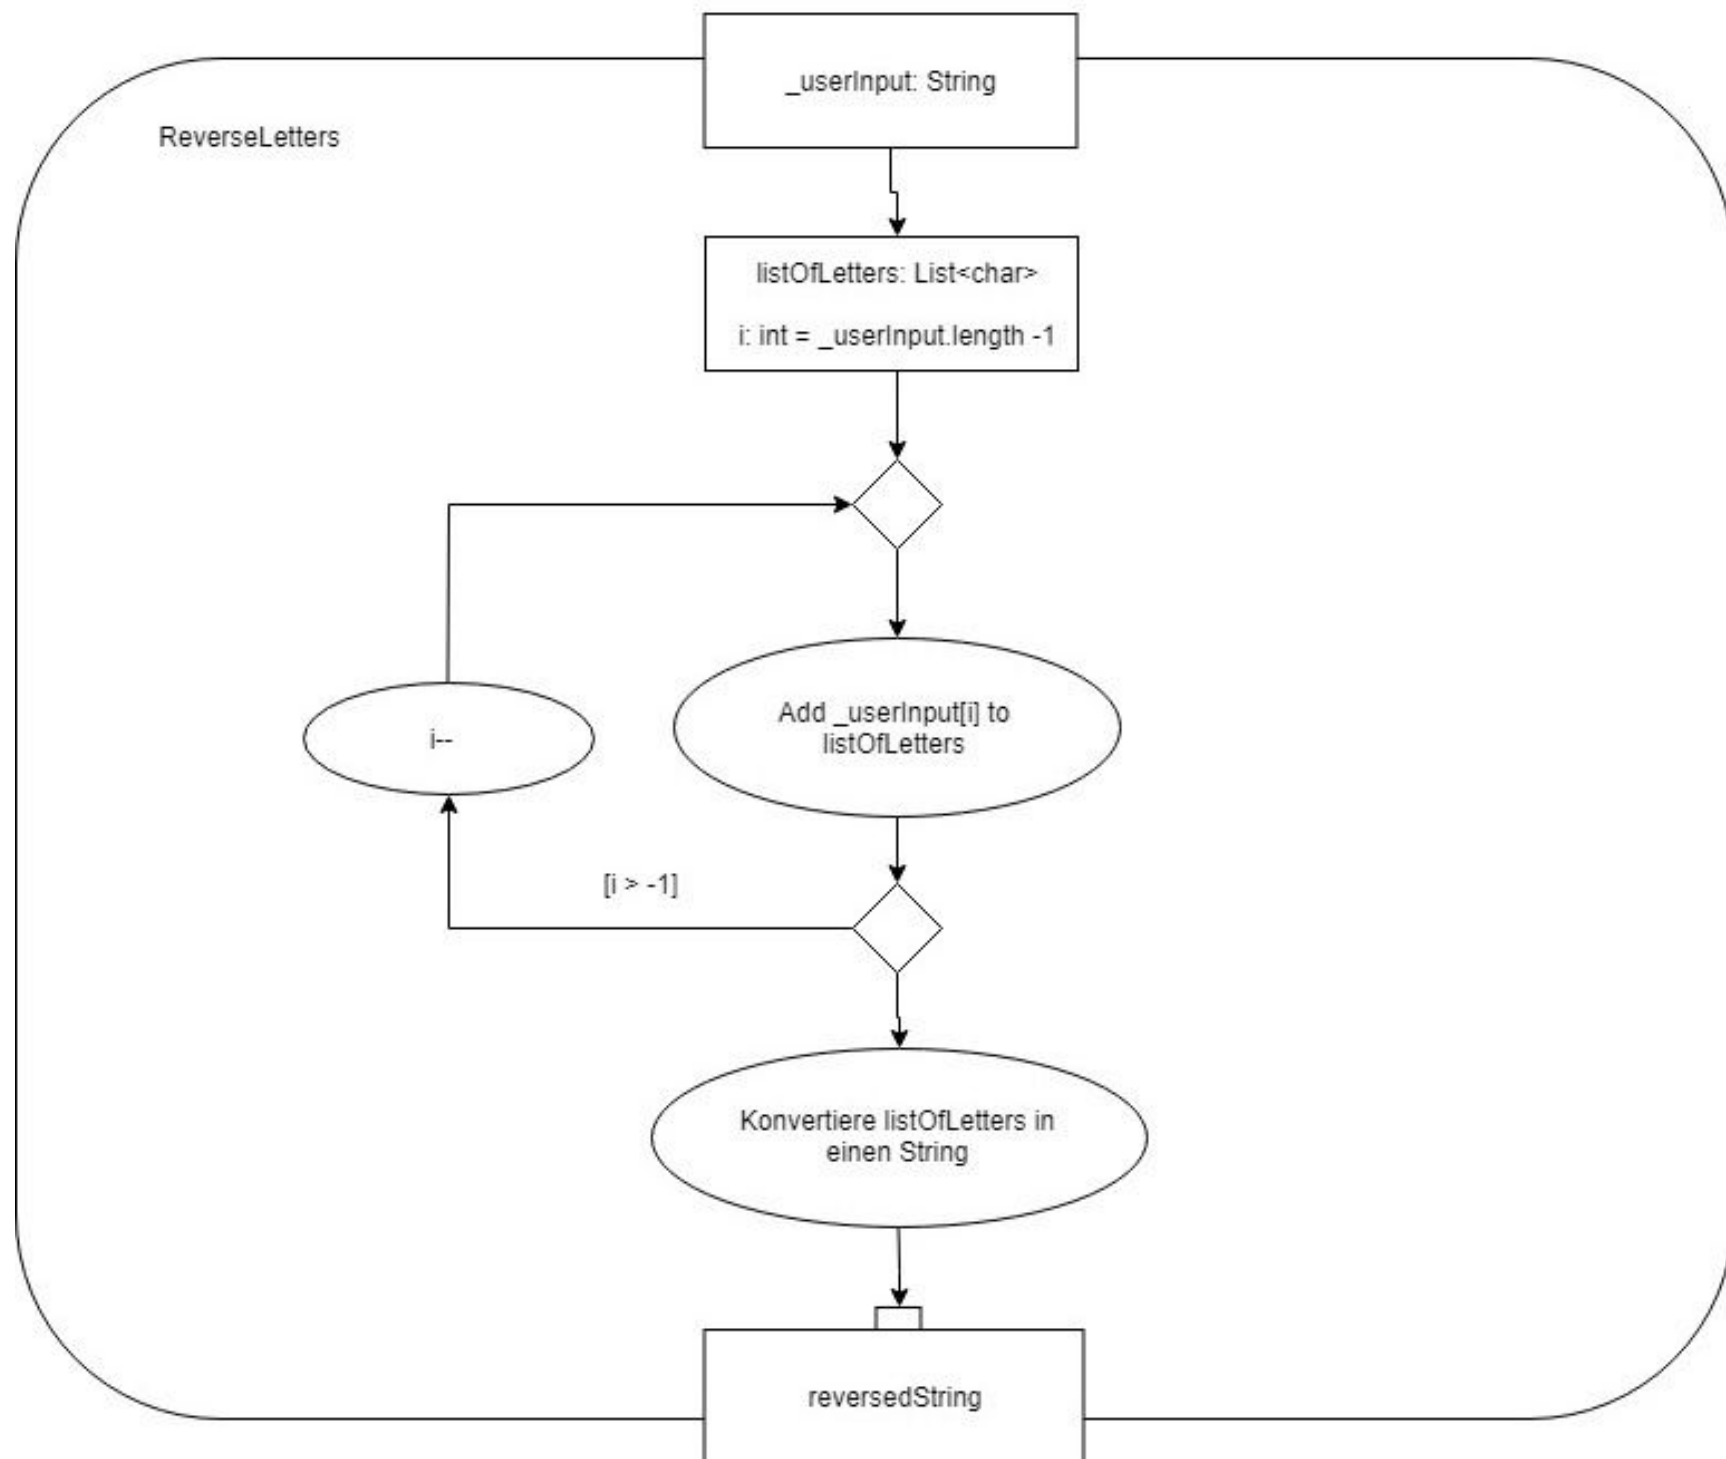 _userInput: String
ReverseLetters
listOfLetters: List<char>
i: int = _userInput.length -1
Add _userInput[i] to
listOfLetters
i--
[i > -1]
Konvertiere listOfLetters in
einen String
reversedString